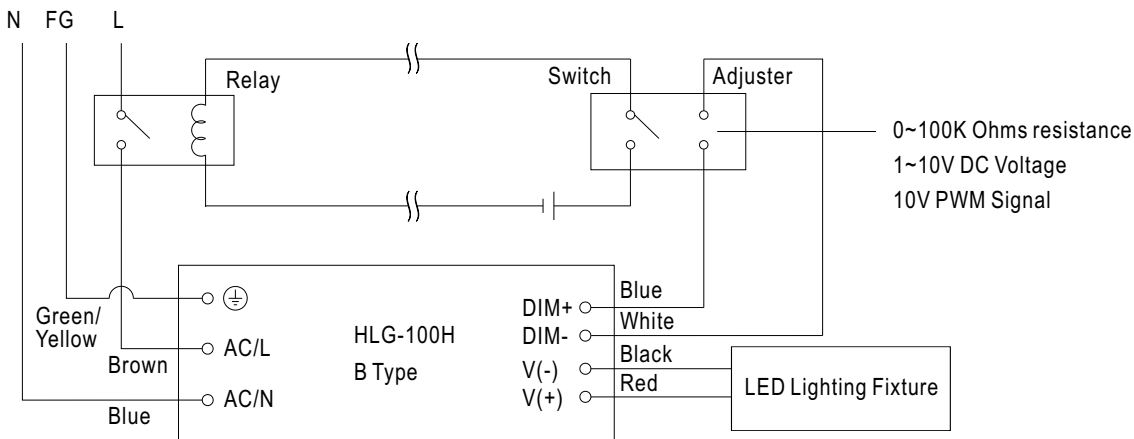 N FG L
Relay
Switch
Adjuster
0~100K Ohms resistance
1~10V DC Voltage
10V PWM Signal
Green/
Yellow
Brown
Blue
AC/L
AC/N
HLG-100H
B Type
DIM+
DIM-
V(-)
V(+)
Blue
White
Black
Red
LED Lighting Fixture